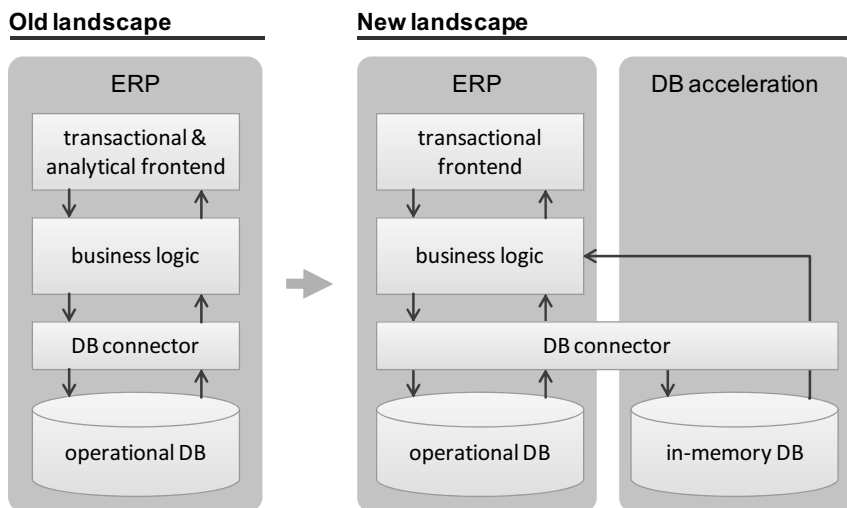 Old landscape
New landscape
ERP
transactional &
analytical frontend
business logic
DB connector
operational DB
ERP
DB acceleration
transactional
frontend
business logic
DB connector
operational DB
in-memory DB